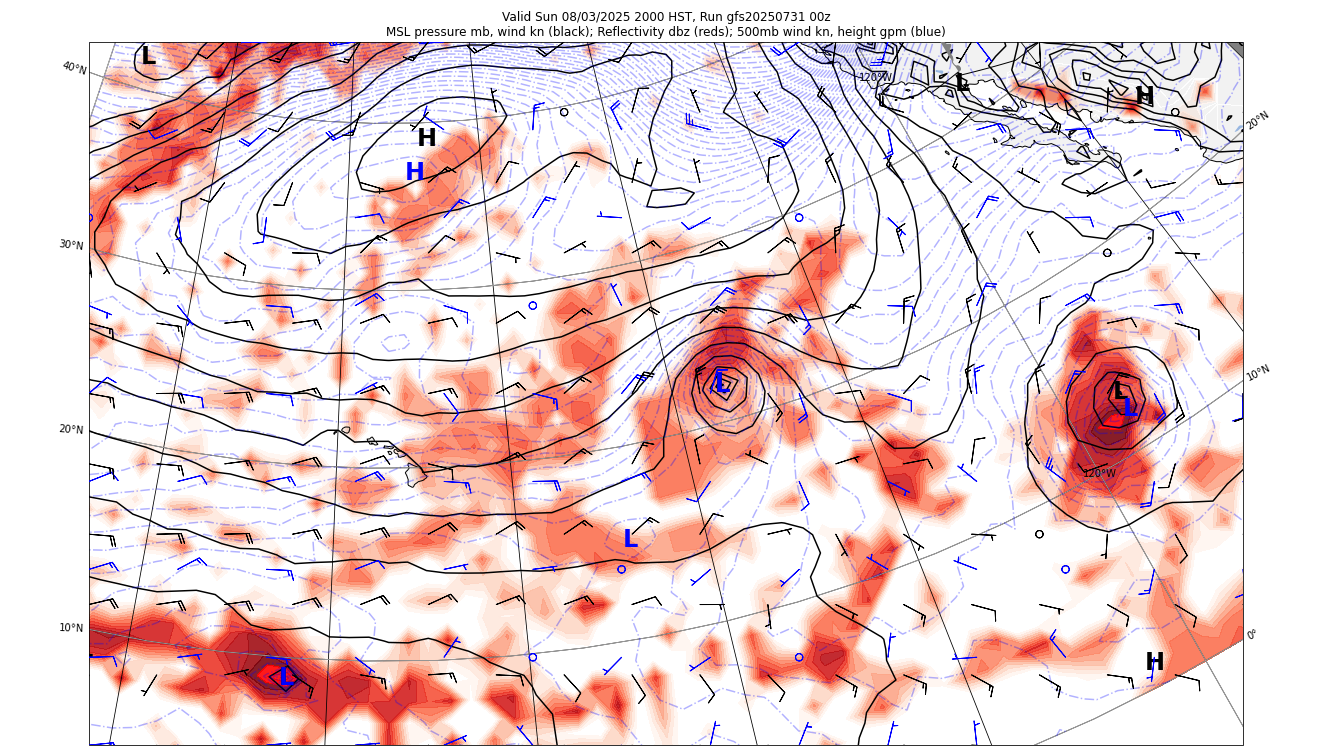 Valid Sun 08/03/2025 2000 HST, Run gfs20250731 00z
MSL pressure mb, wind kn (black); Reflectivity dbz (reds); 500mb wind kn, height gpm (blue)
L
40°N
120°W
L
H
20°N
H
H
30°N
10°N
L
L
L
20°N
120°W
L
10°N
0°
H
L